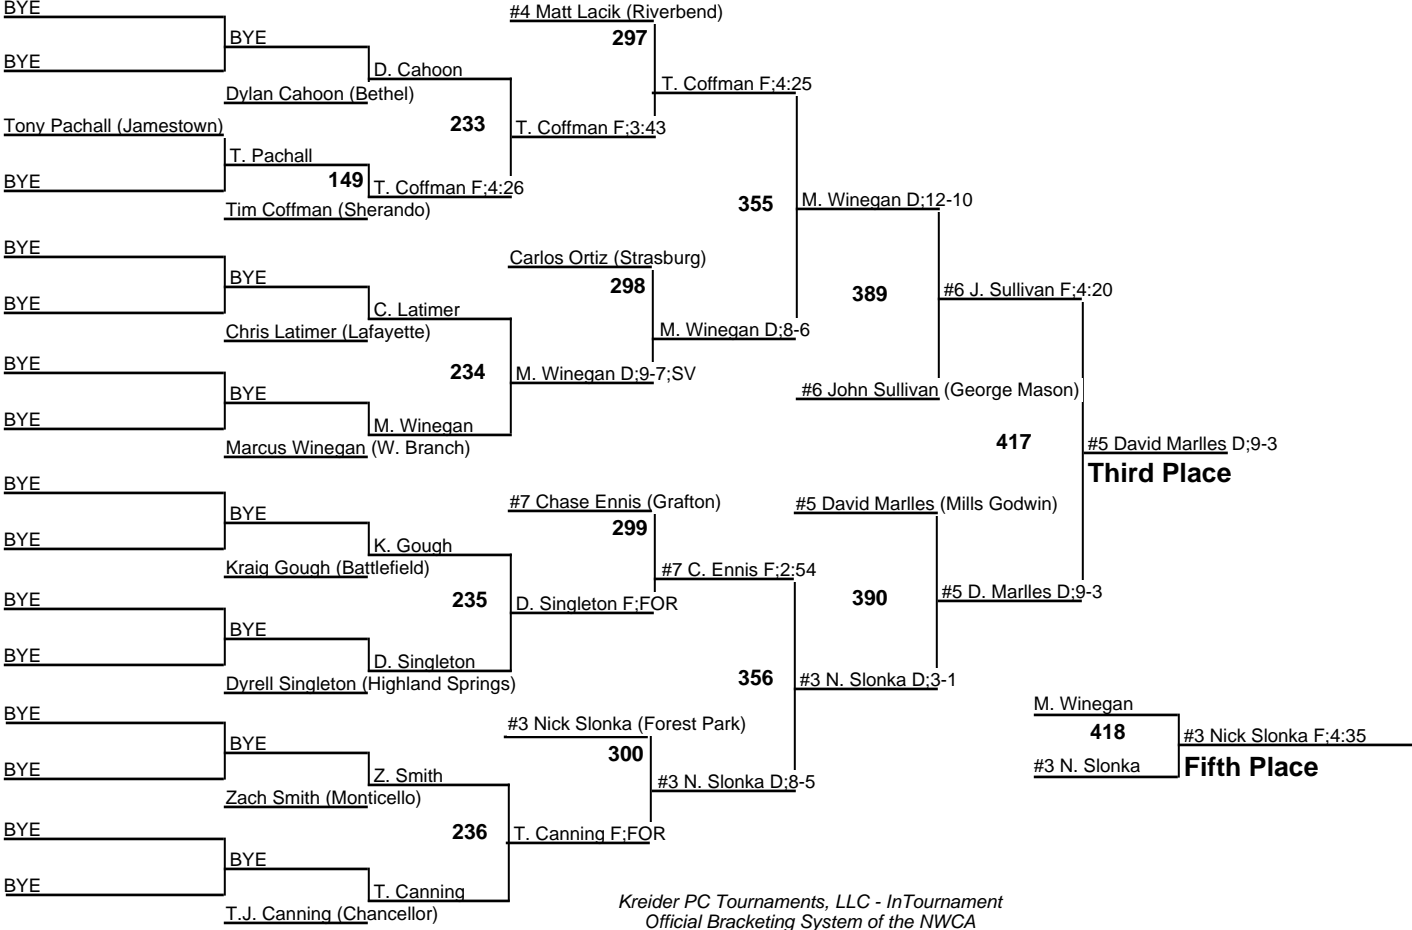 BYE
#4 Matt Lacik (Riverbend)
BYE
297
BYE
D. Cahoon
T. Coffman F;4:25
Dylan Cahoon (Bethel)
Tony Pachall (Jamestown)
233
T. Coffman F;3:43
T. Pachall
BYE
149
T. Coffman F;4:26
Tim Coffman (Sherando)
355
M. Winegan D;12-10
BYE
Carlos Ortiz (Strasburg)
BYE
298
389
#6 J. Sullivan F;4:20
BYE
C. Latimer
Chris Latimer (Lafayette)
M. Winegan D;8-6
BYE
234
M. Winegan D;9-7;SV
BYE
#6 John Sullivan (George Mason)
BYE
M. Winegan
Marcus Winegan (W. Branch)
417
#5 David Marlles D;9-3
Third Place
BYE
#7 Chase Ennis (Grafton)
#5 David Marlles (Mills Godwin)
BYE
299
BYE
K. Gough
Kraig Gough (Battlefield)
#7 C. Ennis F;2:54
BYE
235
D. Singleton F;FOR
390
#5 D. Marlles D;9-3
BYE
BYE
D. Singleton
Dyrell Singleton (Highland Springs)
356
#3 N. Slonka D;3-1
BYE
#3 Nick Slonka (Forest Park)
M. Winegan
BYE
300
418
#3 Nick Slonka F;4:35
BYE
Z. Smith
#3 N. Slonka
Fifth Place
Zach Smith (Monticello)
#3 N. Slonka D;8-5
BYE
236
T. Canning F;FOR
BYE
BYE
T. Canning
T.J. Canning (Chancellor)
Kreider PC Tournaments, LLC - InTournament
Official Bracketing System of the NWCA